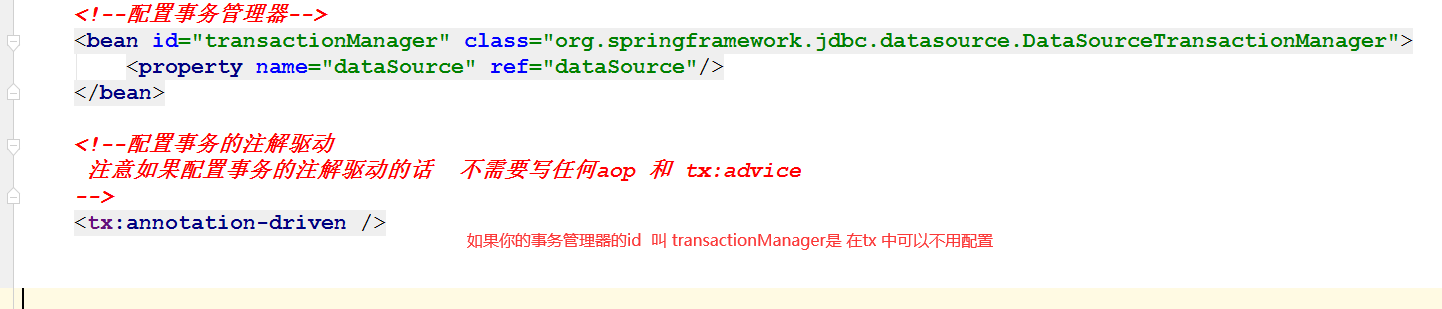 <!--配置事务管理器-->
<bean id="transactionManager" class="org.springframework.jdbc.datasource.DataSourceTransactionManager">
<property name="dataSource" ref="dataSource"/>
</bean>
<!--配置事务的注解驱动
注意如果配置事务的注解驱动的话  不需要写任何aop 和 tx:advice
-->
<tx:annotation-driven />
如果你的事务管理器的id  叫 transactionManager是 在tx 中可以不用配置